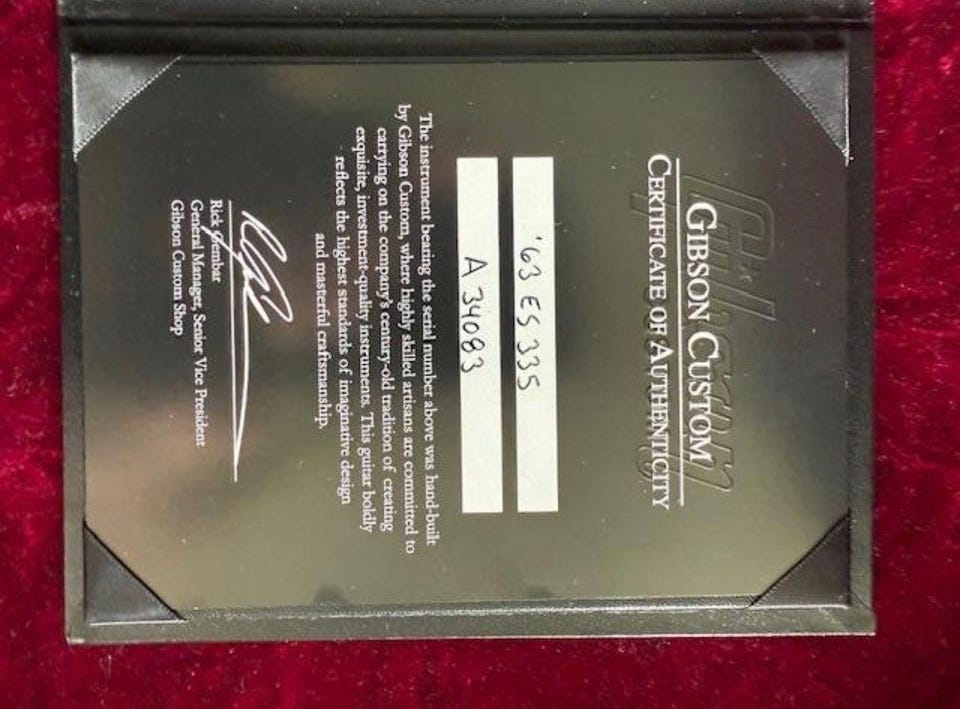 GIBSON CUSTOM
CERTIFICATE OF AUTHENTICITY
'63 ES 335
A 34083
The instrument bearing the serial number above was hand-built
by Gibson Custom, where highly skilled artisans are committed to
carrying on the company's century-old tradition of creating
exquisite, investment-quality instruments. This guitar boldly
reflects the highest standards of imaginative design
and masterful craftsmanship.
Rick Gembar
General Manager, Senior Vice President
Gibson Custom Shop